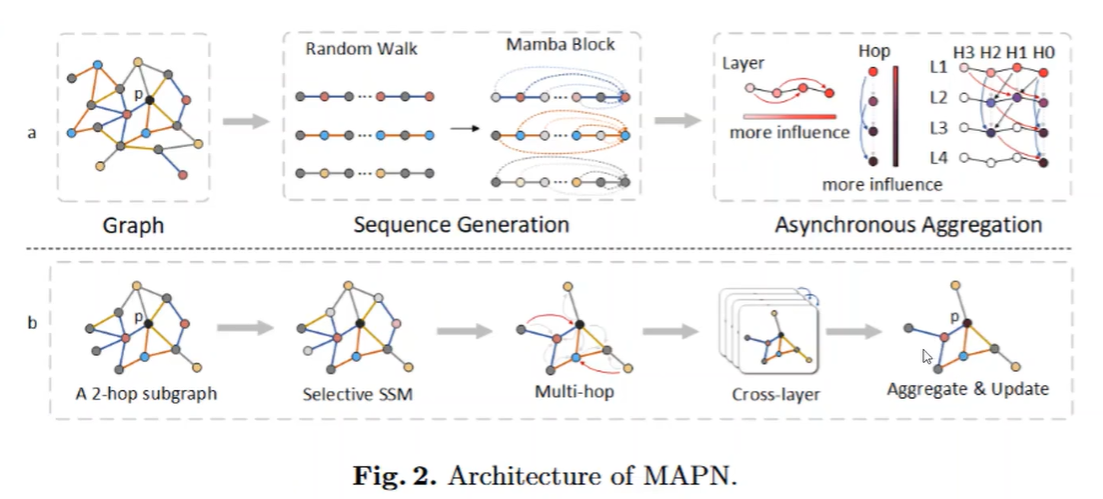 Random Walk
Mamba Block
Layer
Hop
H3 H2 H1 H0
L1
L2
L3
L4
p
a
more influence
more influence
Graph
Sequence Generation
Asynchronous Aggregation
b
p
p
p
A 2-hop subgraph
Selective SSM
Multi-hop
Cross-layer
Aggregate & Update
Fig. 2. Architecture of MAPN.